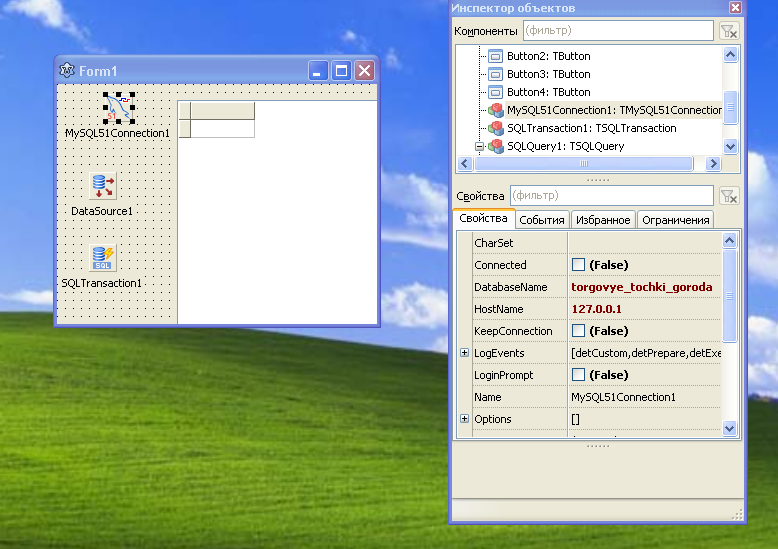 Form1
51
MySQL51Connection1
DataSource1
SQL
SQLTransaction1
Инспектор объектов
Компоненты (фильтр)
Button2: TButton
Button3: TButton
Button4: TButton
MySQL51Connection1: TMySQL51Connection
SQLTransaction1: TSQLTransaction
SQLQuery1: TSQLQuery
Свойства (фильтр)
Свойства События Избранное Ограничения
CharSet
Connected (False)
DatabaseName torgovye_tochki_goroda
HostName 127.0.0.1
KeepConnection (False)
LogEvents [detCustom,detPrepare,detExe
LoginPrompt (False)
Name MySQL51Connection1
Options []